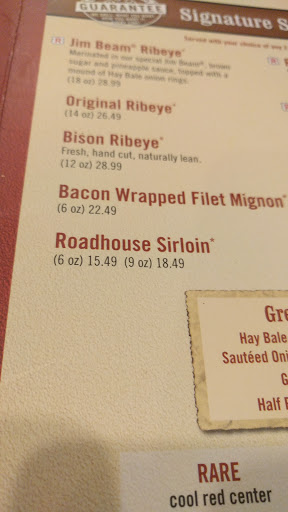 GUARANTEE
Signature
Served with your choice of any
R Jim Beam® Ribeye*
Marinated in our special Jim Beam®, brown
sugar and pineapple sauce, topped with a
mound of Hay Bale onion rings.
(18 oz) 28.99
Original Ribeye*
(14 oz) 26.49
Bison Ribeye*
Fresh, hand cut, naturally lean.
(12 oz) 28.99
Bacon Wrapped Filet Mignon*
(6 oz) 22.49
Roadhouse Sirloin*
(6 oz) 15.49 (9 oz) 18.49
Gre
Hay Bale
Sautéed Oni
G
Half
RARE
cool red center